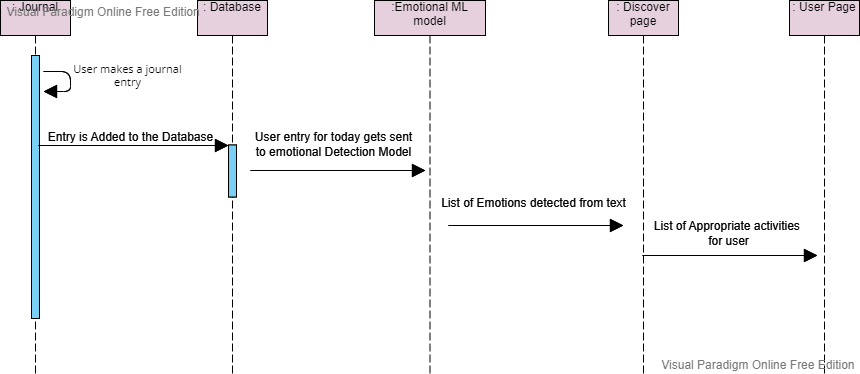 : Journal
Visual Paradigm Online Free Edition
: Database
:Emotional ML
model
: Discover
page
: User Page
User makes a journal
entry
Entry is Added to the Database
User entry for today gets sent
to emotional Detection Model
List of Emotions detected from text
List of Appropriate activities
for user
Visual Paradigm Online Free Edition